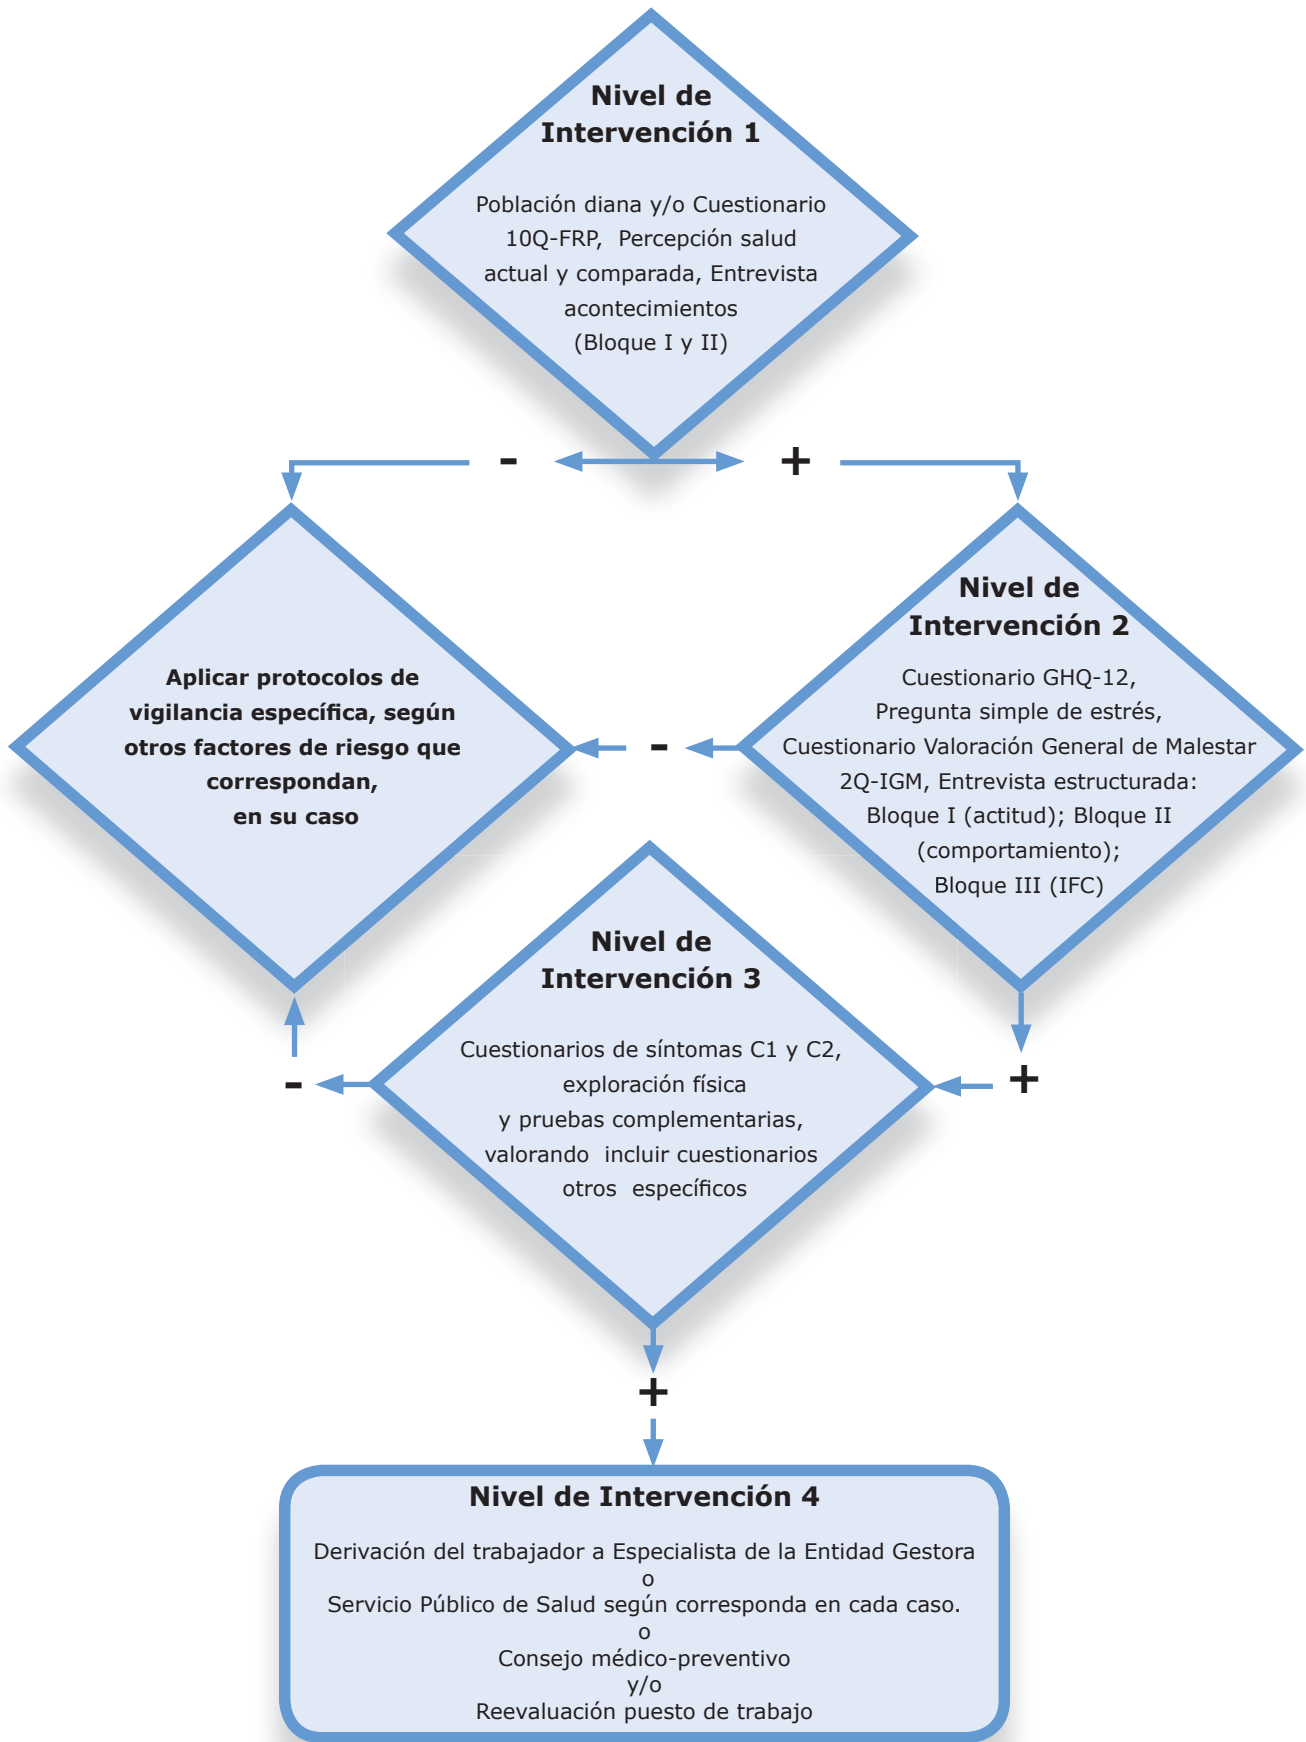 Nivel de
Intervención 1
Población diana y/o Cuestionario
10Q-FRP, Percepción salud
actual y comparada, Entrevista
acontecimientos
(Bloque I y II)
-
+
Aplicar protocolos de
vigilancia específica, según
otros factores de riesgo que
correspondan,
en su caso
-
Nivel de
Intervención 2
Cuestionario GHQ-12,
Pregunta simple de estrés,
Cuestionario Valoración General de Malestar
2Q-IGM, Entrevista estructurada:
Bloque I (actitud); Bloque II
(comportamiento);
Bloque III (IFC)
Nivel de
Intervención 3
Cuestionarios de síntomas C1 y C2,
exploración física
y pruebas complementarias,
valorando incluir cuestionarios
otros específicos
-
+
+
Nivel de Intervención 4
Derivación del trabajador a Especialista de la Entidad Gestora
o
Servicio Público de Salud según corresponda en cada caso.
o
Consejo médico-preventivo
y/o
Reevaluación puesto de trabajo